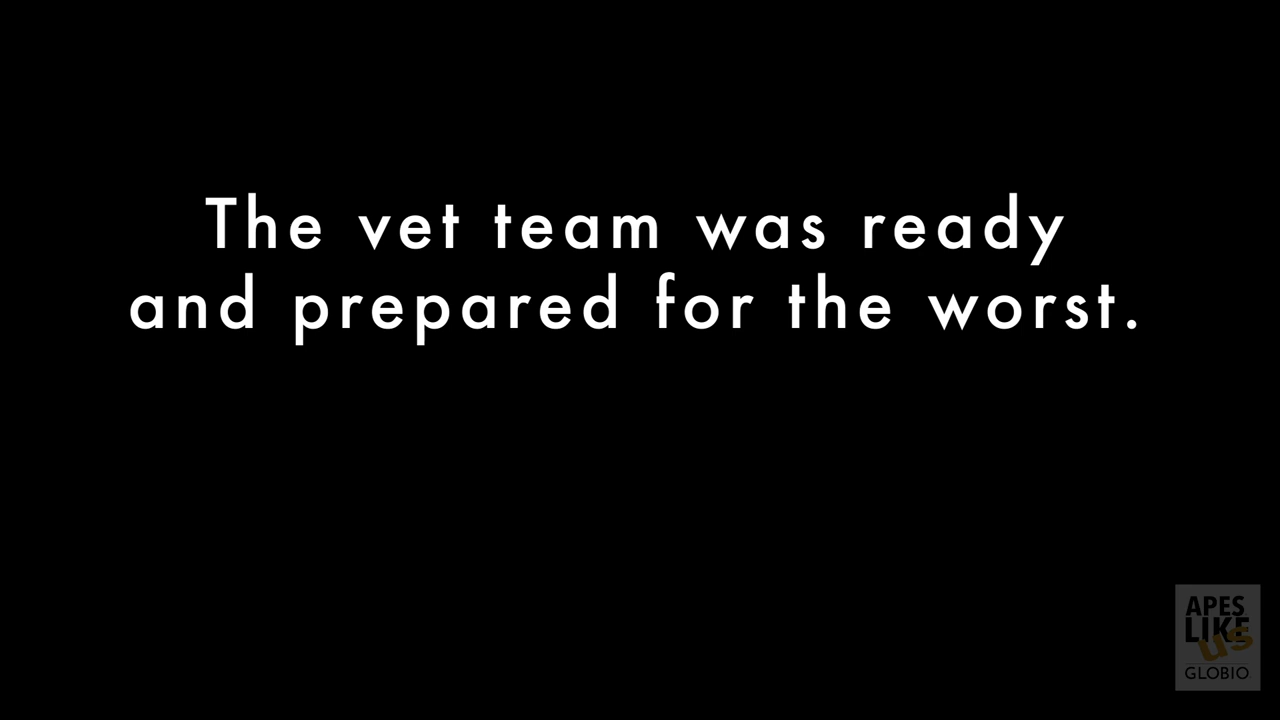 The vet team was ready
and prepared for the worst.
APES
LIKE
us
GLOBIO